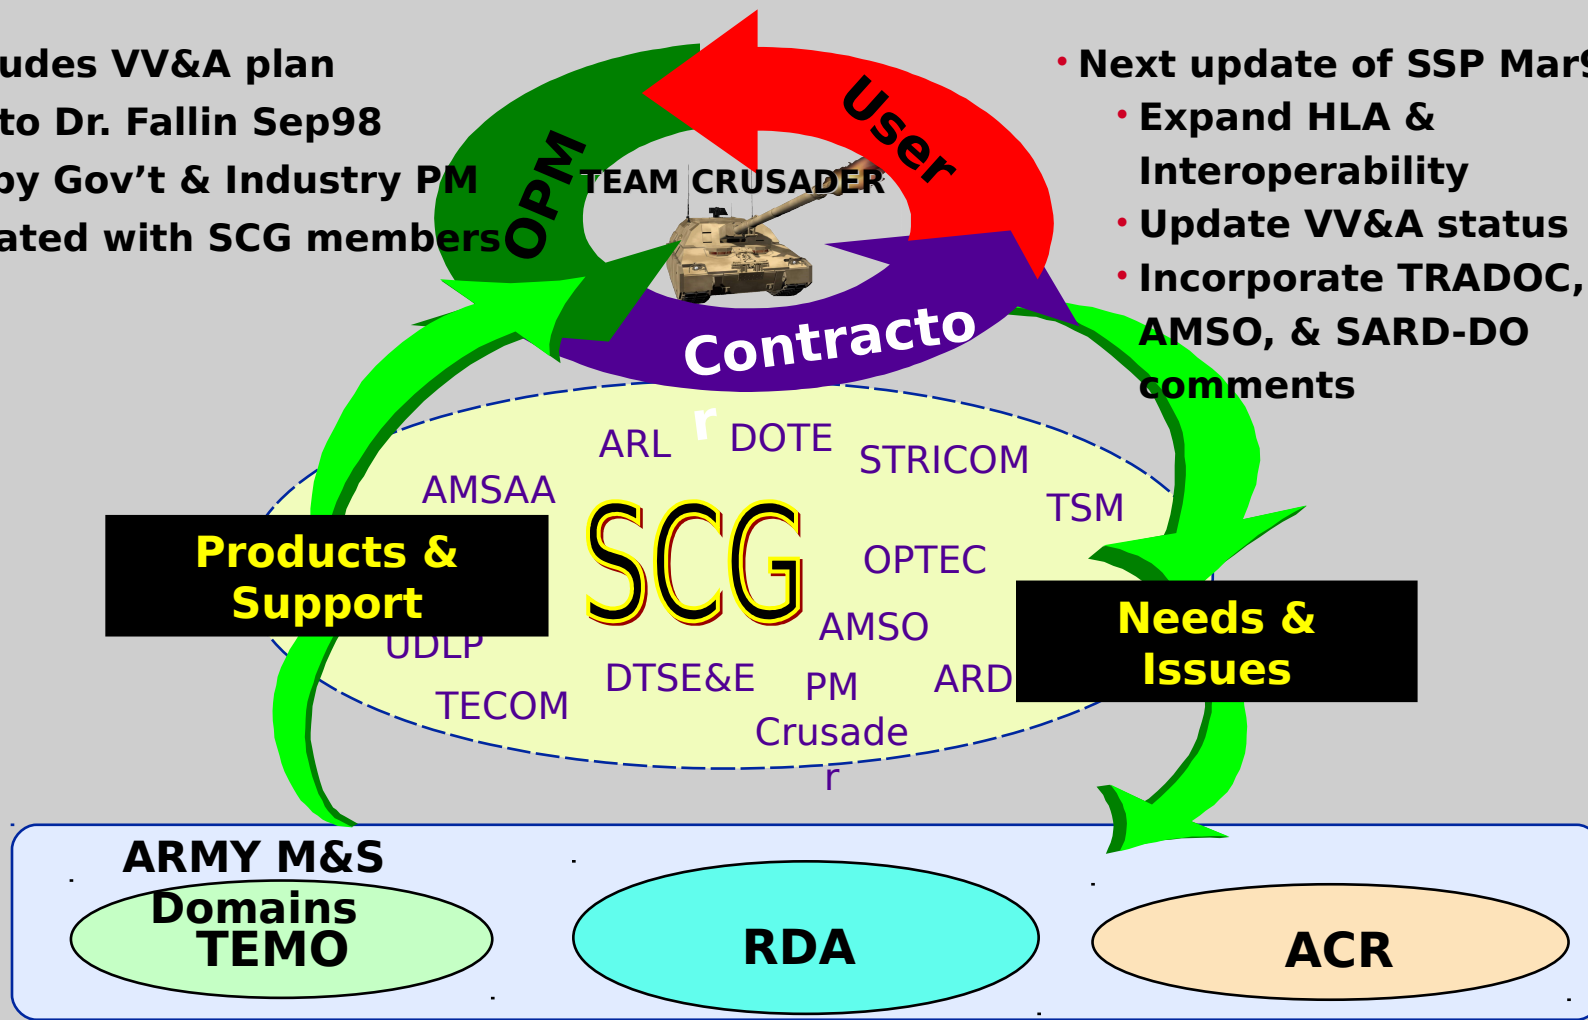 udes VV&A plan
to Dr. Fallin Sep98
by Gov’t & Industry PM
ated with SCG members
• Next update of SSP Mar9
• Expand HLA &
Interoperability
• Update VV&A status
• Incorporate TRADOC,
AMSO, & SARD-DO
comments
OPM
User
TEAM CRUSADER
Contracto
r
ARL
DOTE
STRICOM
AMSAA
TSM
SCG
OPTEC
Products &
Support
Needs &
Issues
UDLP
AMSO
DTSE&E
PM
Crusade
r
ARD
TECOM
ARMY M&S
Domains
TEMO
RDA
ACR